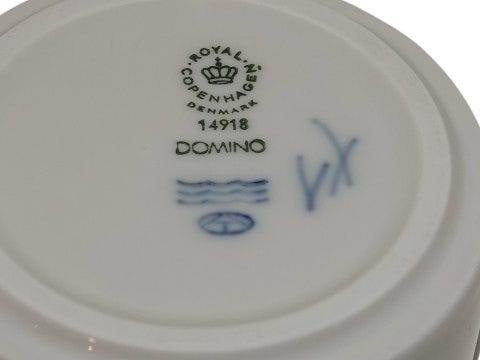 ROYAL
COPENHAGEN
DENMARK
14918
DOMINO